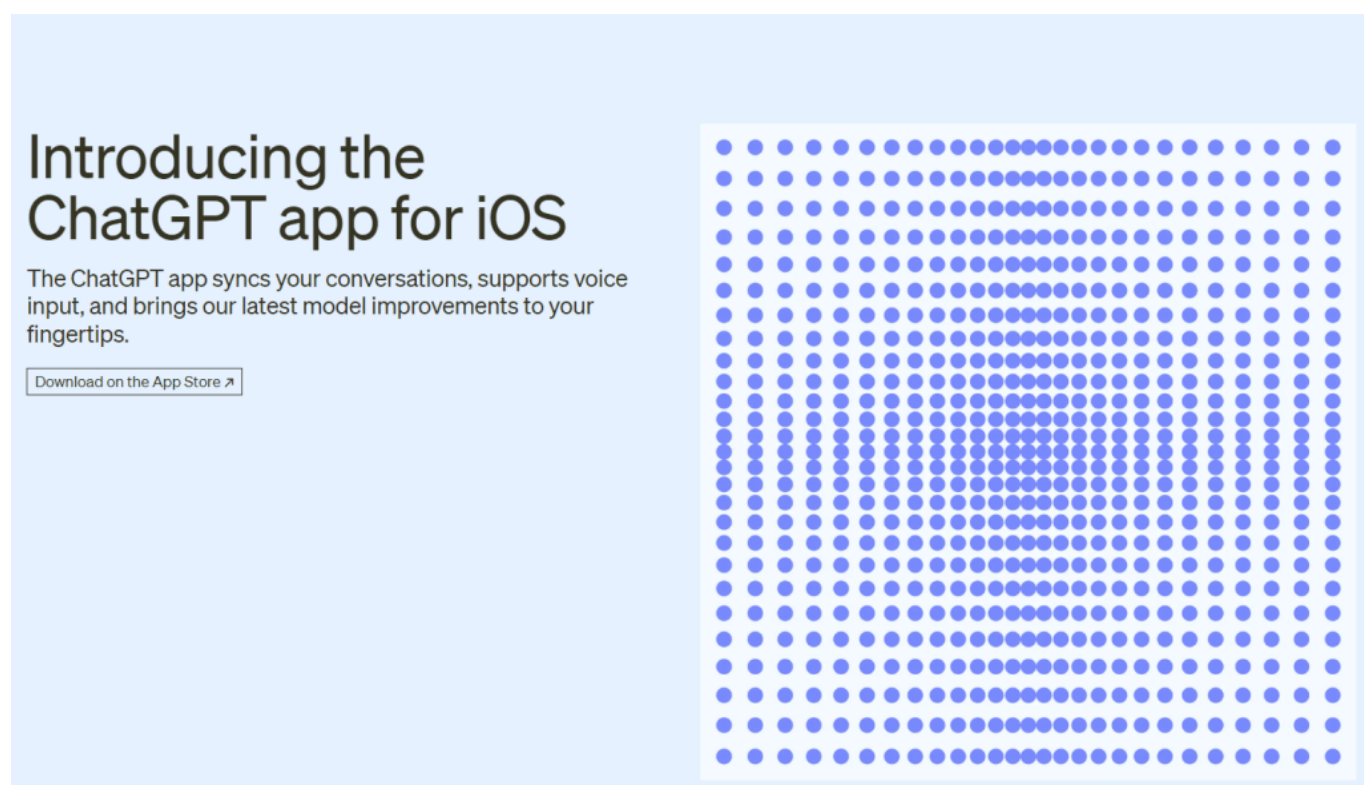 Introducing the
ChatGPT app for iOS
The ChatGPT app syncs your conversations, supports voice
input, and brings our latest model improvements to your
fingertips.
Download on the App Store ↗